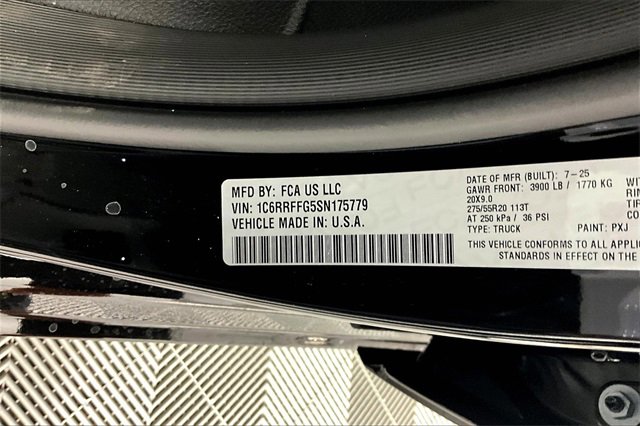 MFD BY: FCA US LLC
VIN: 1C6RRFFG5SN175779
VEHICLE MADE IN U.S.A.
DATE OF MFR (BUILT): 7-25
GAWR FRONT: 3900 LB / 1770 KG
20X9.0
275/55R20 113T
AT 250 kPa / 36 PSI
TYPE: TRUCK PAINT: PXJ
THIS VEHICLE CONFORMS TO ALL
STANDARDS IN EFFECT ON THE